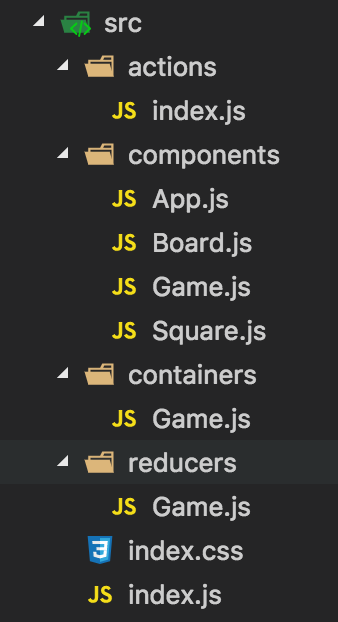 src
actions
JS index.js
components
JS App.js
JS Board.js
JS Game.js
JS Square.js
containers
JS Game.js
reducers
JS Game.js
3 index.css
JS index.js